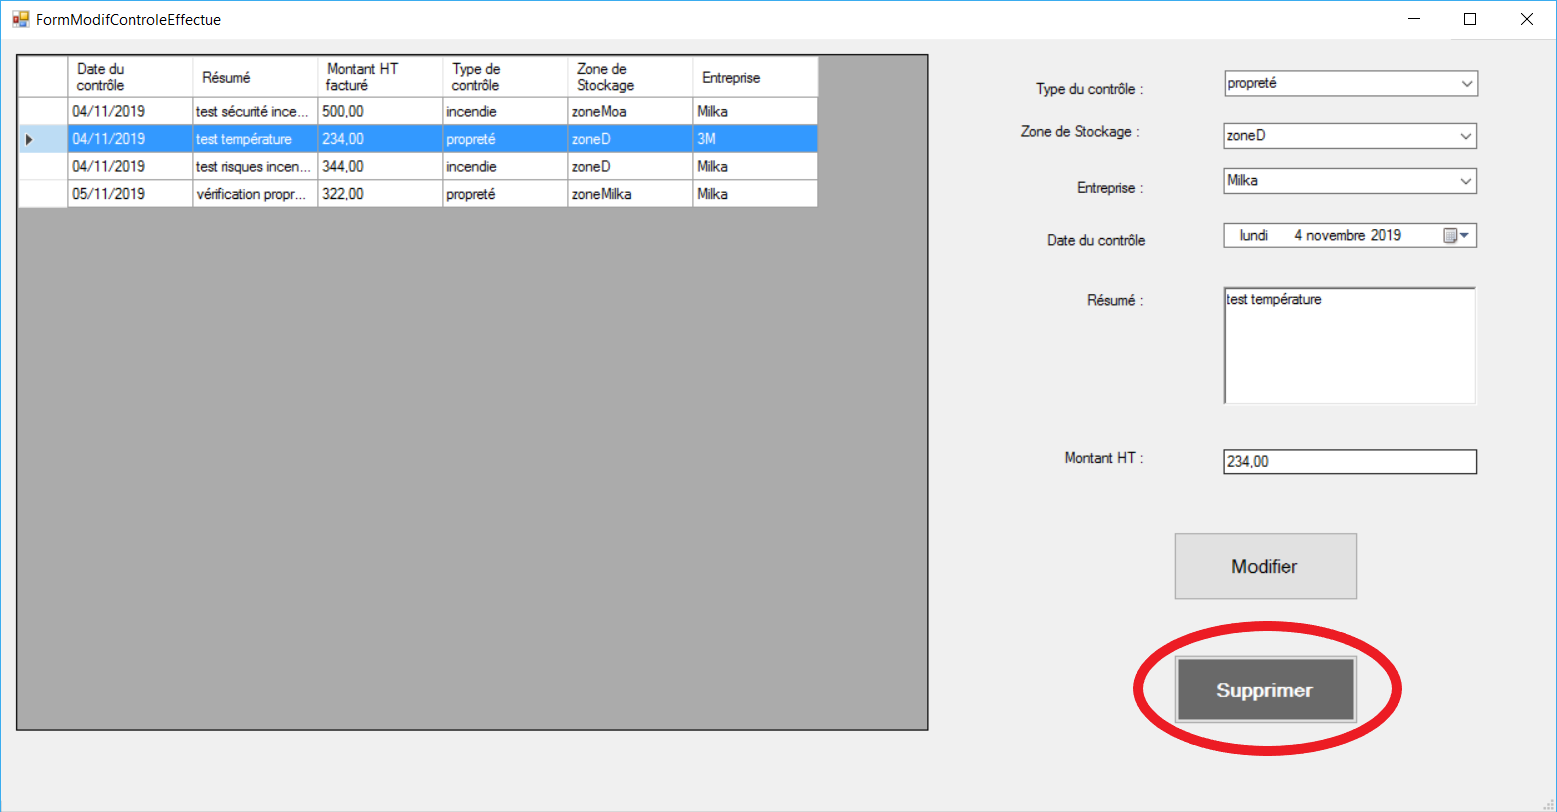 FormModifControleEffectue
Date du contrôle Résumé Montant HT facturé Type de contrôle Zone de Stockage Entreprise
04/11/2019 test sécurité ince... 500,00 incendie zoneMoa Milka
04/11/2019 test température 234,00 propreté zoneD 3M
04/11/2019 test risques incen... 344,00 incendie zoneD Milka
05/11/2019 vérification propr... 322,00 propreté zoneMilka Milka
Type du contrôle : propreté
Zone de Stockage : zoneD
Entreprise : Milka
Date du contrôle lundi 4 novembre 2019
Résumé : test température
Montant HT : 234,00
Modifier
Supprimer